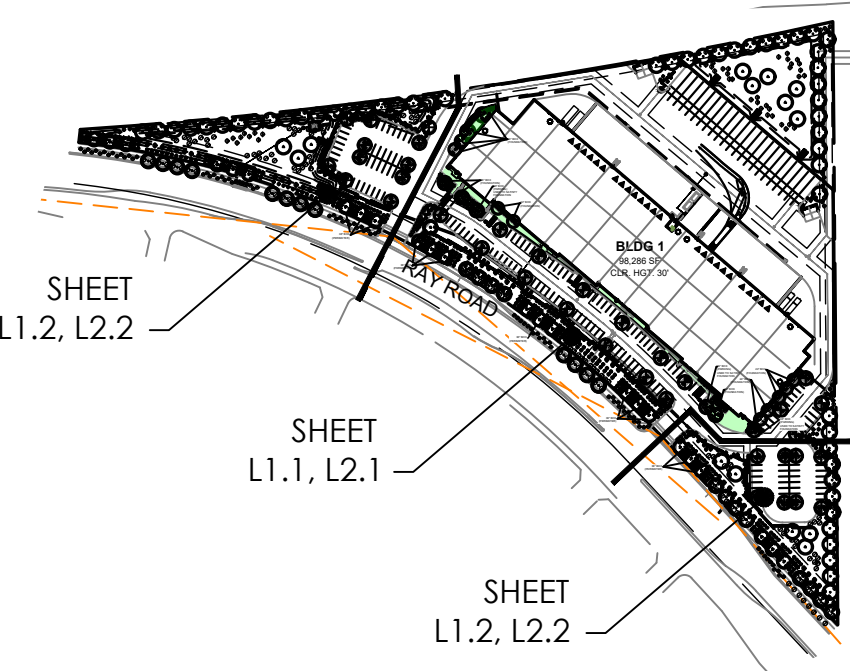 BLDG 1
98,286 SF
CLR. HGT. 30'
RAY ROAD
SHEET
L1.2, L2.2
SHEET
L1.1, L2.1
SHEET
L1.2, L2.2